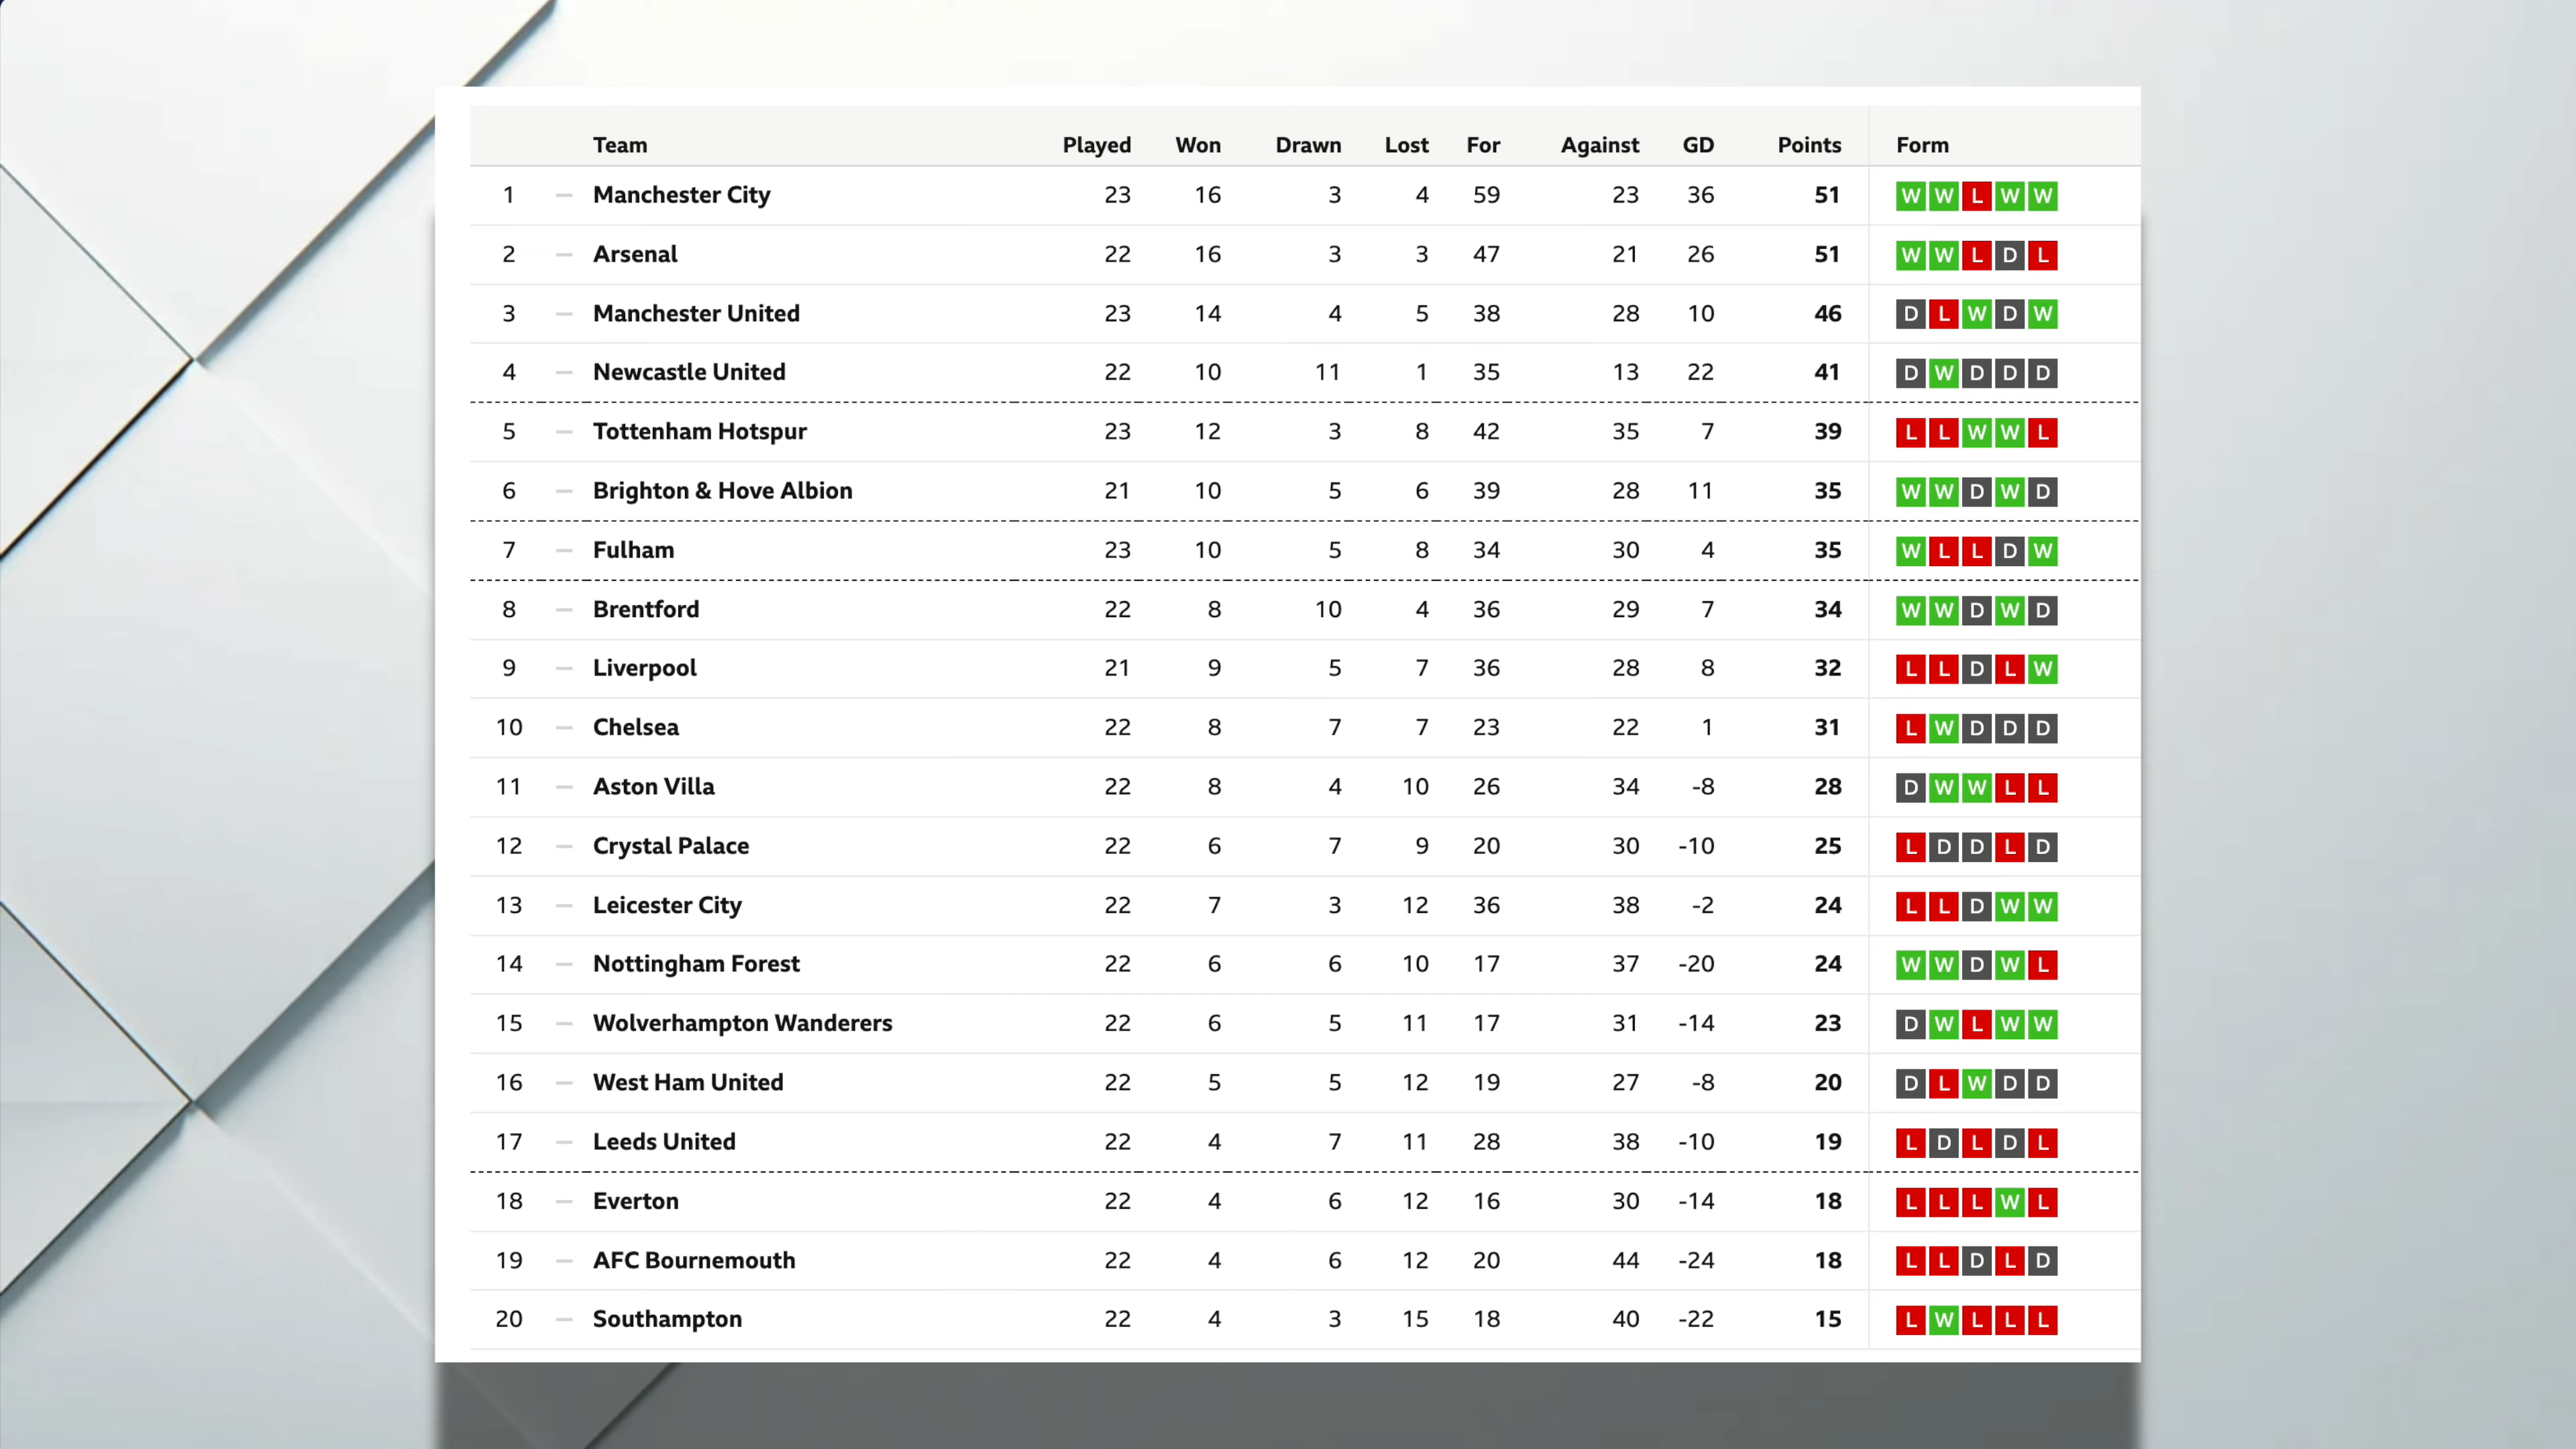 Team Played Won Drawn Lost For Against GD Points Form
1 – Manchester City 23 16 3 4 59 23 36 51 W W L W W
2 – Arsenal 22 16 3 3 47 21 26 51 W W L D L
3 – Manchester United 23 14 4 5 38 28 10 46 D L W D W
4 – Newcastle United 22 10 11 1 35 13 22 41 D W D D D
5 – Tottenham Hotspur 23 12 3 8 42 35 7 39 L L W W L
6 – Brighton & Hove Albion 21 10 5 6 39 28 11 35 W W D W D
7 – Fulham 23 10 5 8 34 30 4 35 W L L D W
8 – Brentford 22 8 10 4 36 29 7 34 W W D W D
9 – Liverpool 21 9 5 7 36 28 8 32 L L D L W
10 – Chelsea 22 8 7 7 23 22 1 31 L W D D D
11 – Aston Villa 22 8 4 10 26 34 -8 28 D W W L L
12 – Crystal Palace 22 6 7 9 20 30 -10 25 L D D L D
13 – Leicester City 22 7 3 12 36 38 -2 24 L L D W W
14 – Nottingham Forest 22 6 6 10 17 37 -20 24 W W D W L
15 – Wolverhampton Wanderers 22 6 5 11 17 31 -14 23 D W L W W
16 – West Ham United 22 5 5 12 19 27 -8 20 D L W D D
17 – Leeds United 22 4 7 11 28 38 -10 19 L D L D L
18 – Everton 22 4 6 12 16 30 -14 18 L L L W L
19 – AFC Bournemouth 22 4 6 12 20 44 -24 18 L L D L D
20 – Southampton 22 4 3 15 18 40 -22 15 L W L L L